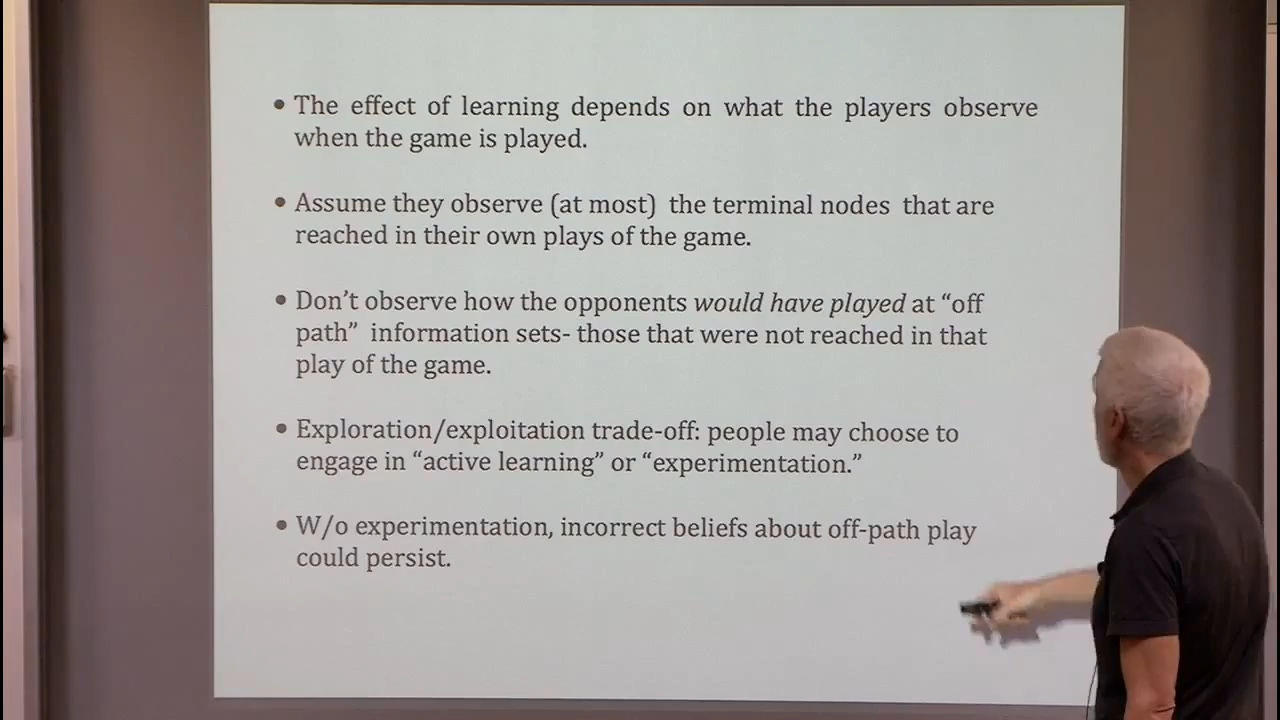 • The effect of learning depends on what the players observe
when the game is played.
• Assume they observe (at most) the terminal nodes that are
reached in their own plays of the game.
• Don't observe how the opponents would have played at “off
path” information sets- those that were not reached in that
play of the game.
• Exploration/exploitation trade-off: people may choose to
engage in “active learning” or “experimentation.”
• W/o experimentation, incorrect beliefs about off-path play
could persist.